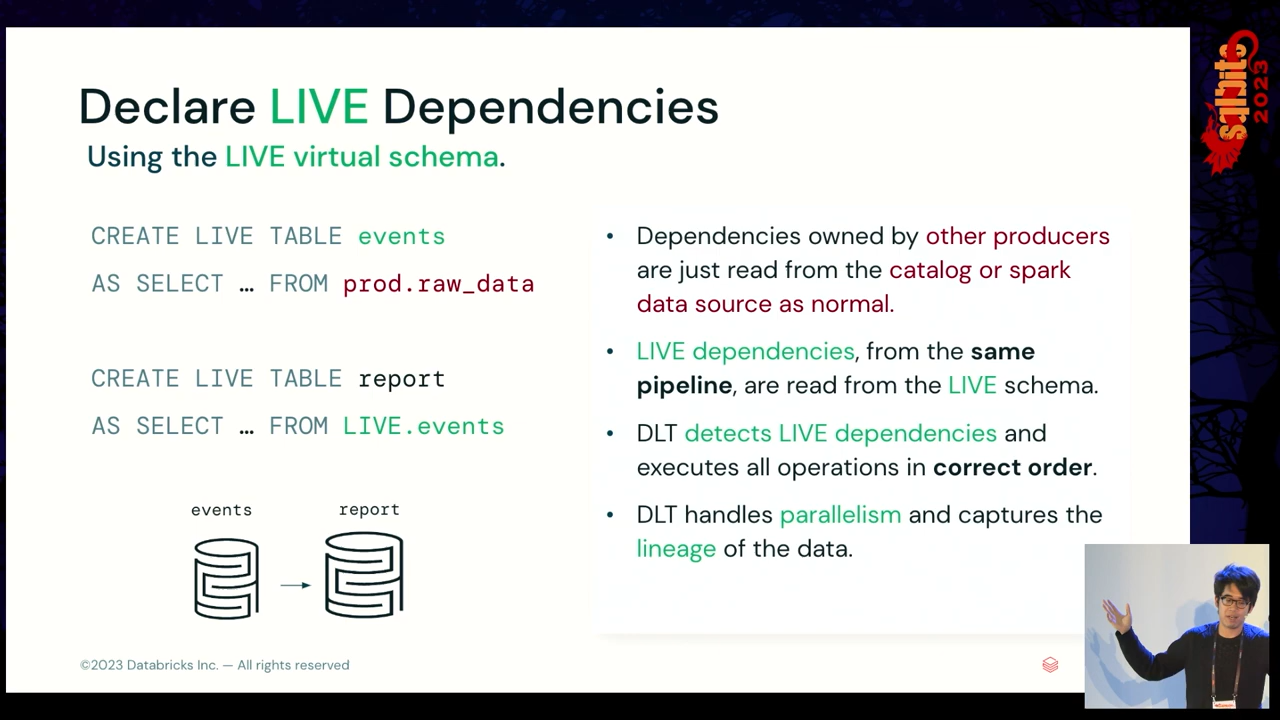 Declare LIVE Dependencies
Using the LIVE virtual schema.
CREATE LIVE TABLE events
AS SELECT … FROM prod.raw_data
CREATE LIVE TABLE report
AS SELECT … FROM LIVE.events
events
report
• Dependencies owned by other producers
are just read from the catalog or spark
data source as normal.
• LIVE dependencies, from the same
pipeline, are read from the LIVE schema.
• DLT detects LIVE dependencies and
executes all operations in correct order.
• DLT handles parallelism and captures the
lineage of the data.
©2023 Databricks Inc. — All rights reserved
sqlbits
2023